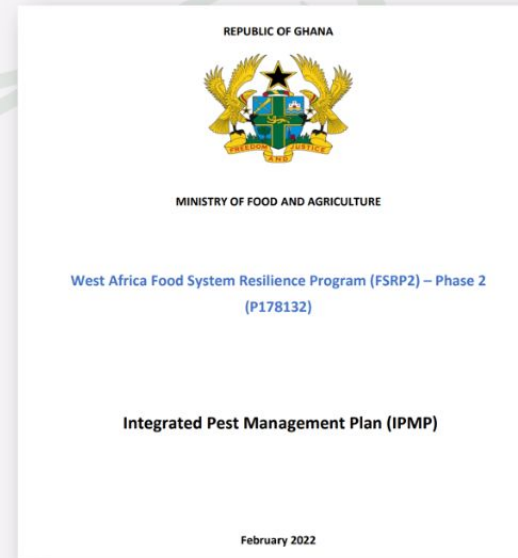 REPUBLIC OF GHANA
FREEDOM AND JUSTICE
MINISTRY OF FOOD AND AGRICULTURE
West Africa Food System Resilience Program (FSRP2) – Phase 2
(P178132)
Integrated Pest Management Plan (IPMP)
February 2022